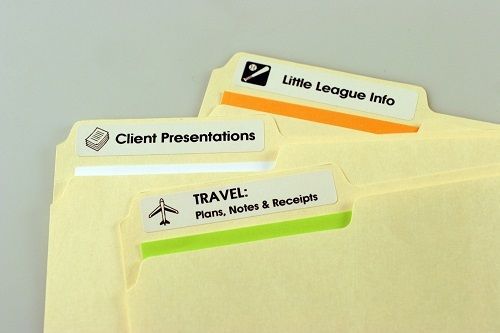 Little League Info
Client Presentations
TRAVEL:
Plans, Notes & Receipts